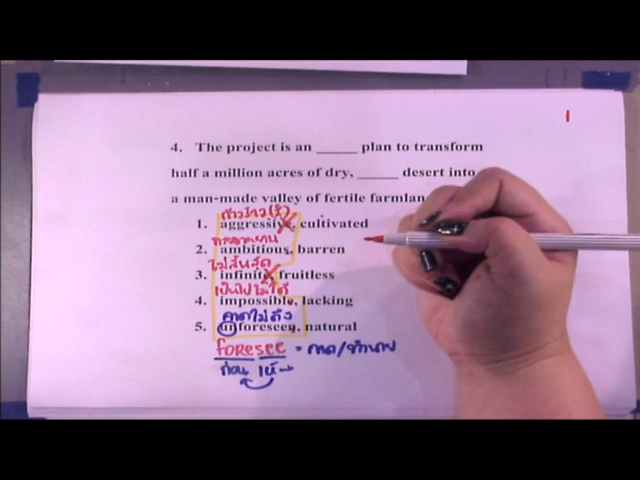 1
4. The project is an ______ plan to transform
half a million acres of dry, ______ desert into
a man-made valley of fertile farmlan
ก้าวร้าว
1. aggressive, cultivated
ทะเยอทะยาน
2. ambitious, barren
ไม่สิ้นสุด
3. infinite, fruitless
เป็นไปไม่ได้
4. impossible, lacking
คาดไม่ถึง
5. unforeseen, natural
foresee = คาด/ทำนาย
ก่อน เห็น